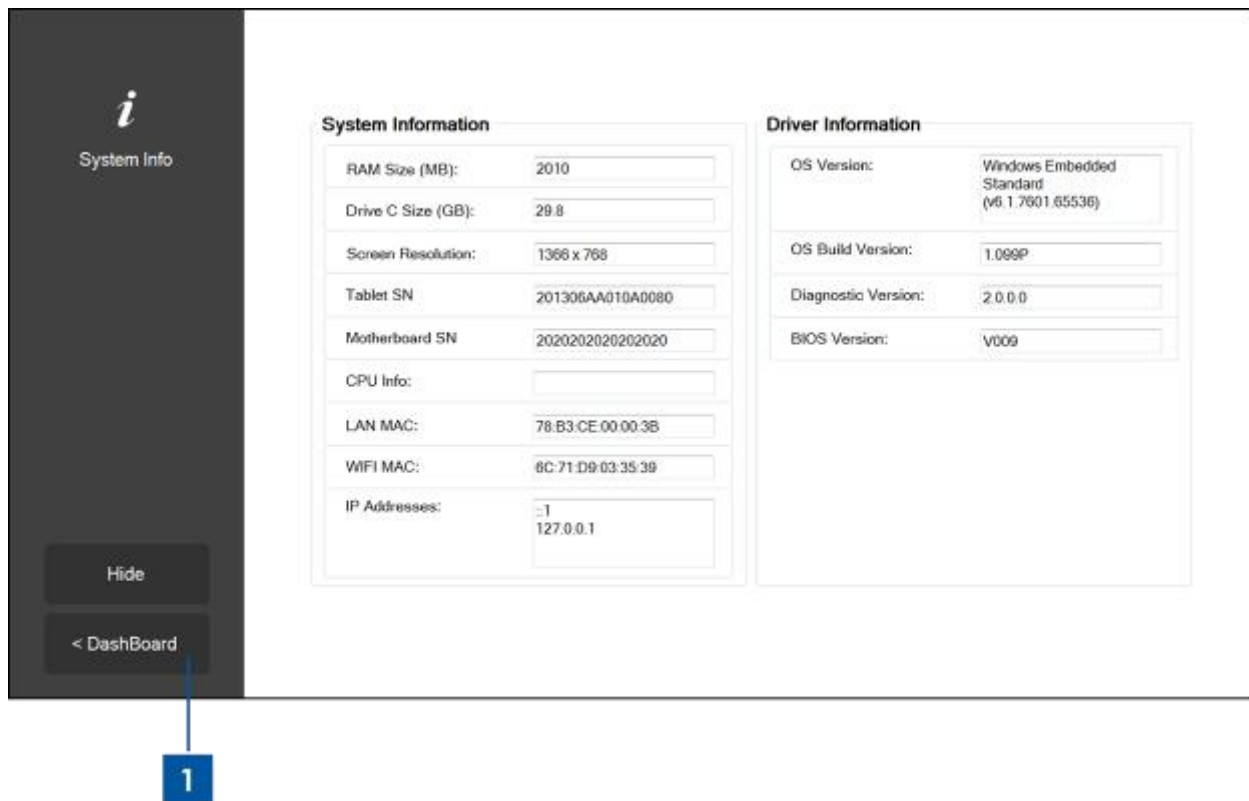 i
System Info
System Information
RAM Size (MB): 2010
Drive C Size (GB): 29.8
Screen Resolution: 1366 x 768
Tablet SN 201306AA010A0080
Motherboard SN 2020202020202020
CPU Info:
LAN MAC: 78:B3:CE:00:00:3B
WIFI MAC: 6C:71:D9:03:35:39
IP Addresses: ::1
127.0.0.1
Driver Information
OS Version: Windows Embedded
Standard
(v6.1.7601.65536)
OS Build Version: 1.099P
Diagnostic Version: 2.0.0.0
BIOS Version: V009
Hide
< DashBoard
1